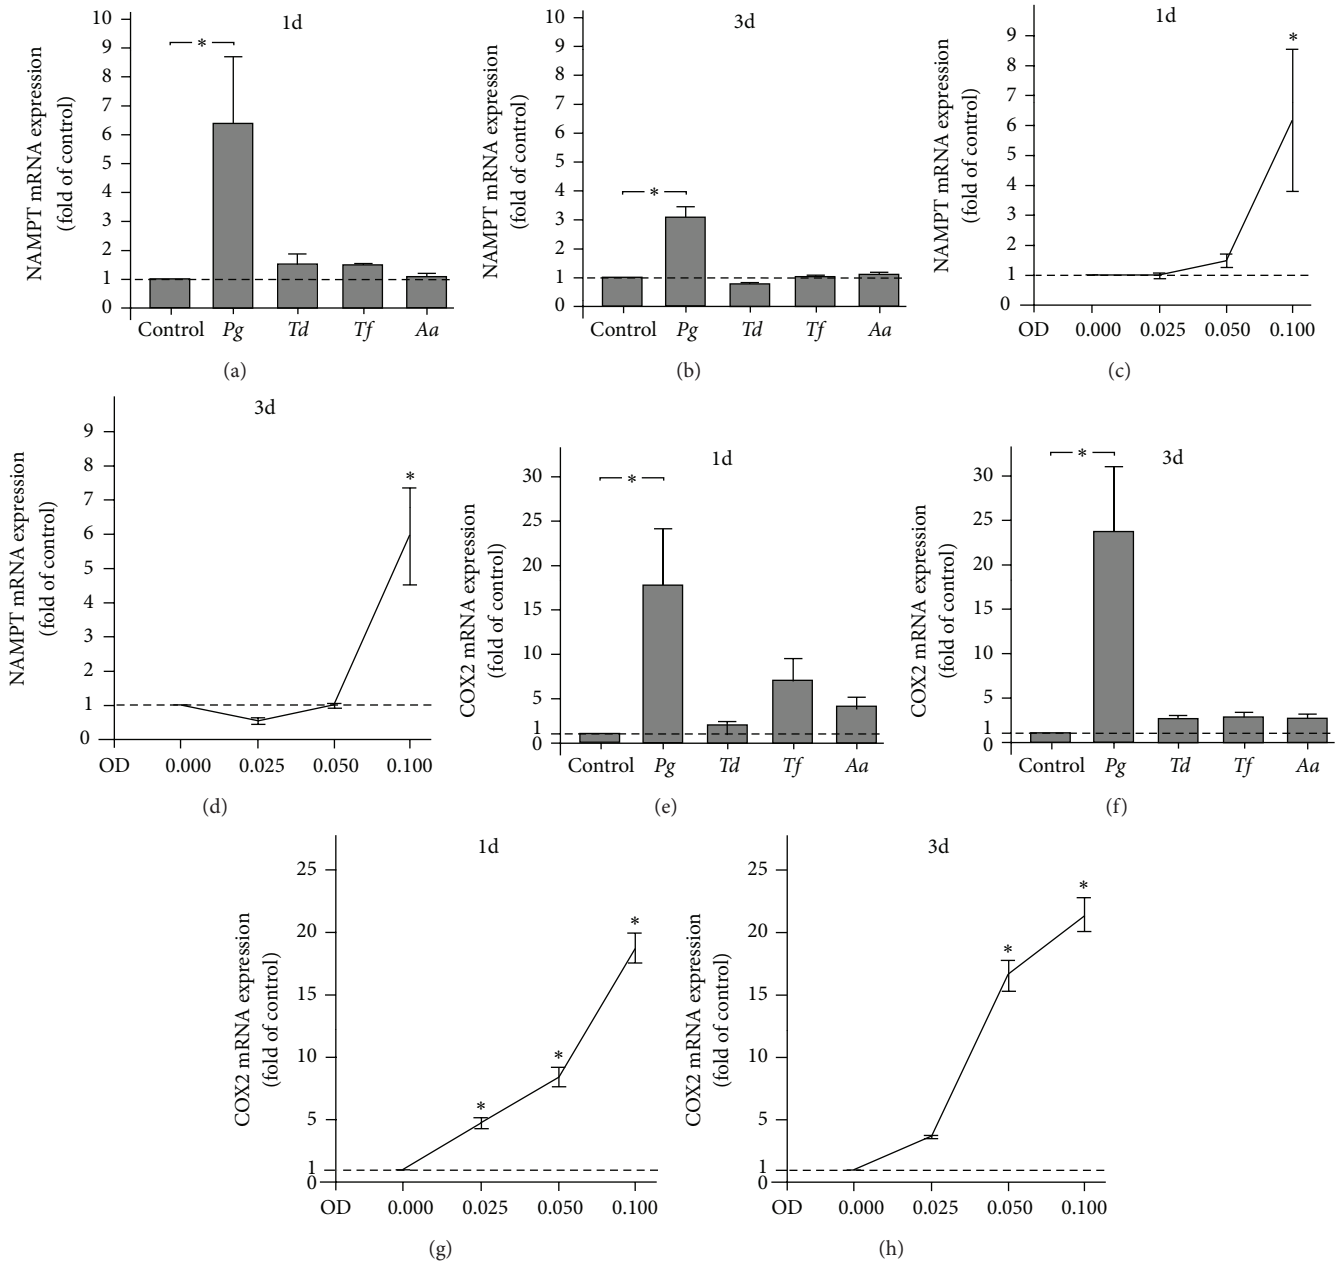 1d
NAMPT mRNA expression
(fold of control)
10
9
8
7
6
5
4
3
2
1
0
*
Control Pg Td Tf Aa
(a)
3d
NAMPT mRNA expression
(fold of control)
10
9
8
7
6
5
4
3
2
1
0
*
Control Pg Td Tf Aa
(b)
1d
NAMPT mRNA expression
(fold of control)
9
8
7
6
5
4
3
2
1
0
*
OD 0.000 0.025 0.050 0.100
(c)
3d
NAMPT mRNA expression
(fold of control)
9
8
7
6
5
4
3
2
1
0
*
OD 0.000 0.025 0.050 0.100
(d)
1d
COX2 mRNA expression
(fold of control)
30
25
20
15
10
5
1
0
*
Control Pg Td Tf Aa
(e)
3d
COX2 mRNA expression
(fold of control)
30
25
20
15
10
5
1
0
*
Control Pg Td Tf Aa
(f)
1d
COX2 mRNA expression
(fold of control)
25
20
15
10
5
1
0
*
*
*
OD 0.000 0.025 0.050 0.100
(g)
3d
COX2 mRNA expression
(fold of control)
25
20
15
10
5
1
0
*
*
OD 0.000 0.025 0.050 0.100
(h)